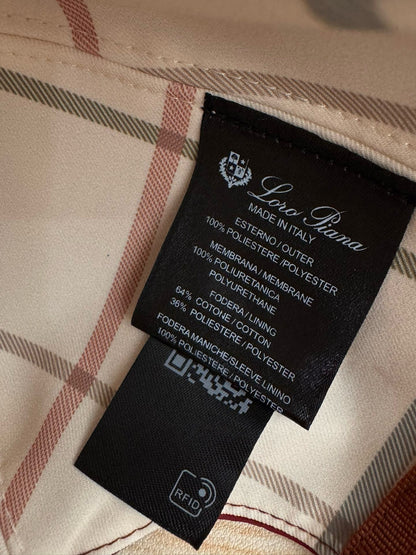 Loro Piana
MADE IN ITALY
ESTERNO / OUTER
100% POLIESTERE / POLYESTER
MEMBRANA / MEMBRANE
100% POLIURETANICA
POLYURETHANE
FODERA / LINING
64% COTONE / COTTON
36% POLIESTERE / POLYESTER
FODERA MANICHE/SLEEVE LINING
100% POLIESTERE / POLYESTER
RFID